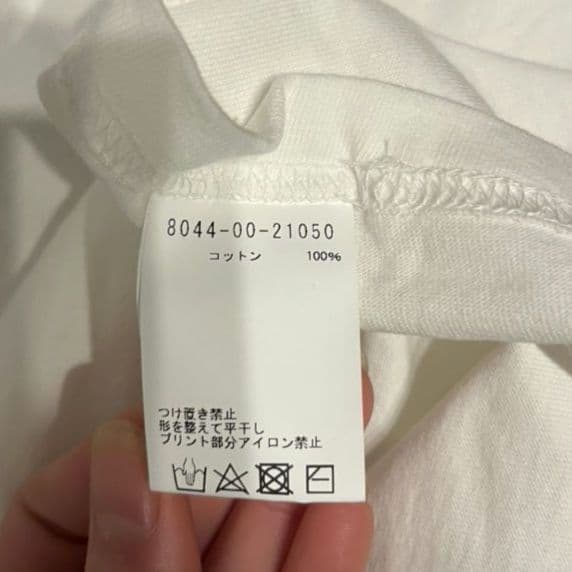 8044-00-21050
コットン 100%
つけ置き禁止
形を整えて平干し
プリント部分アイロン禁止